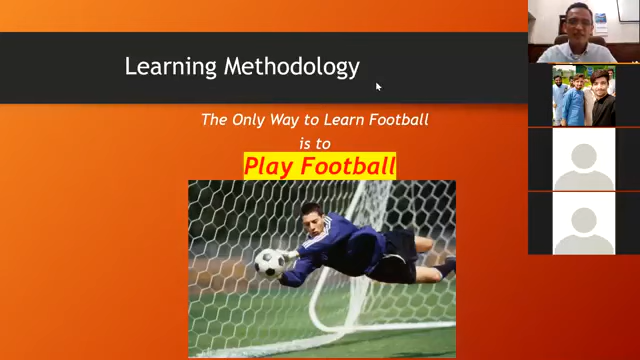 Learning Methodology
The Only Way to Learn Football
is to
Play Football